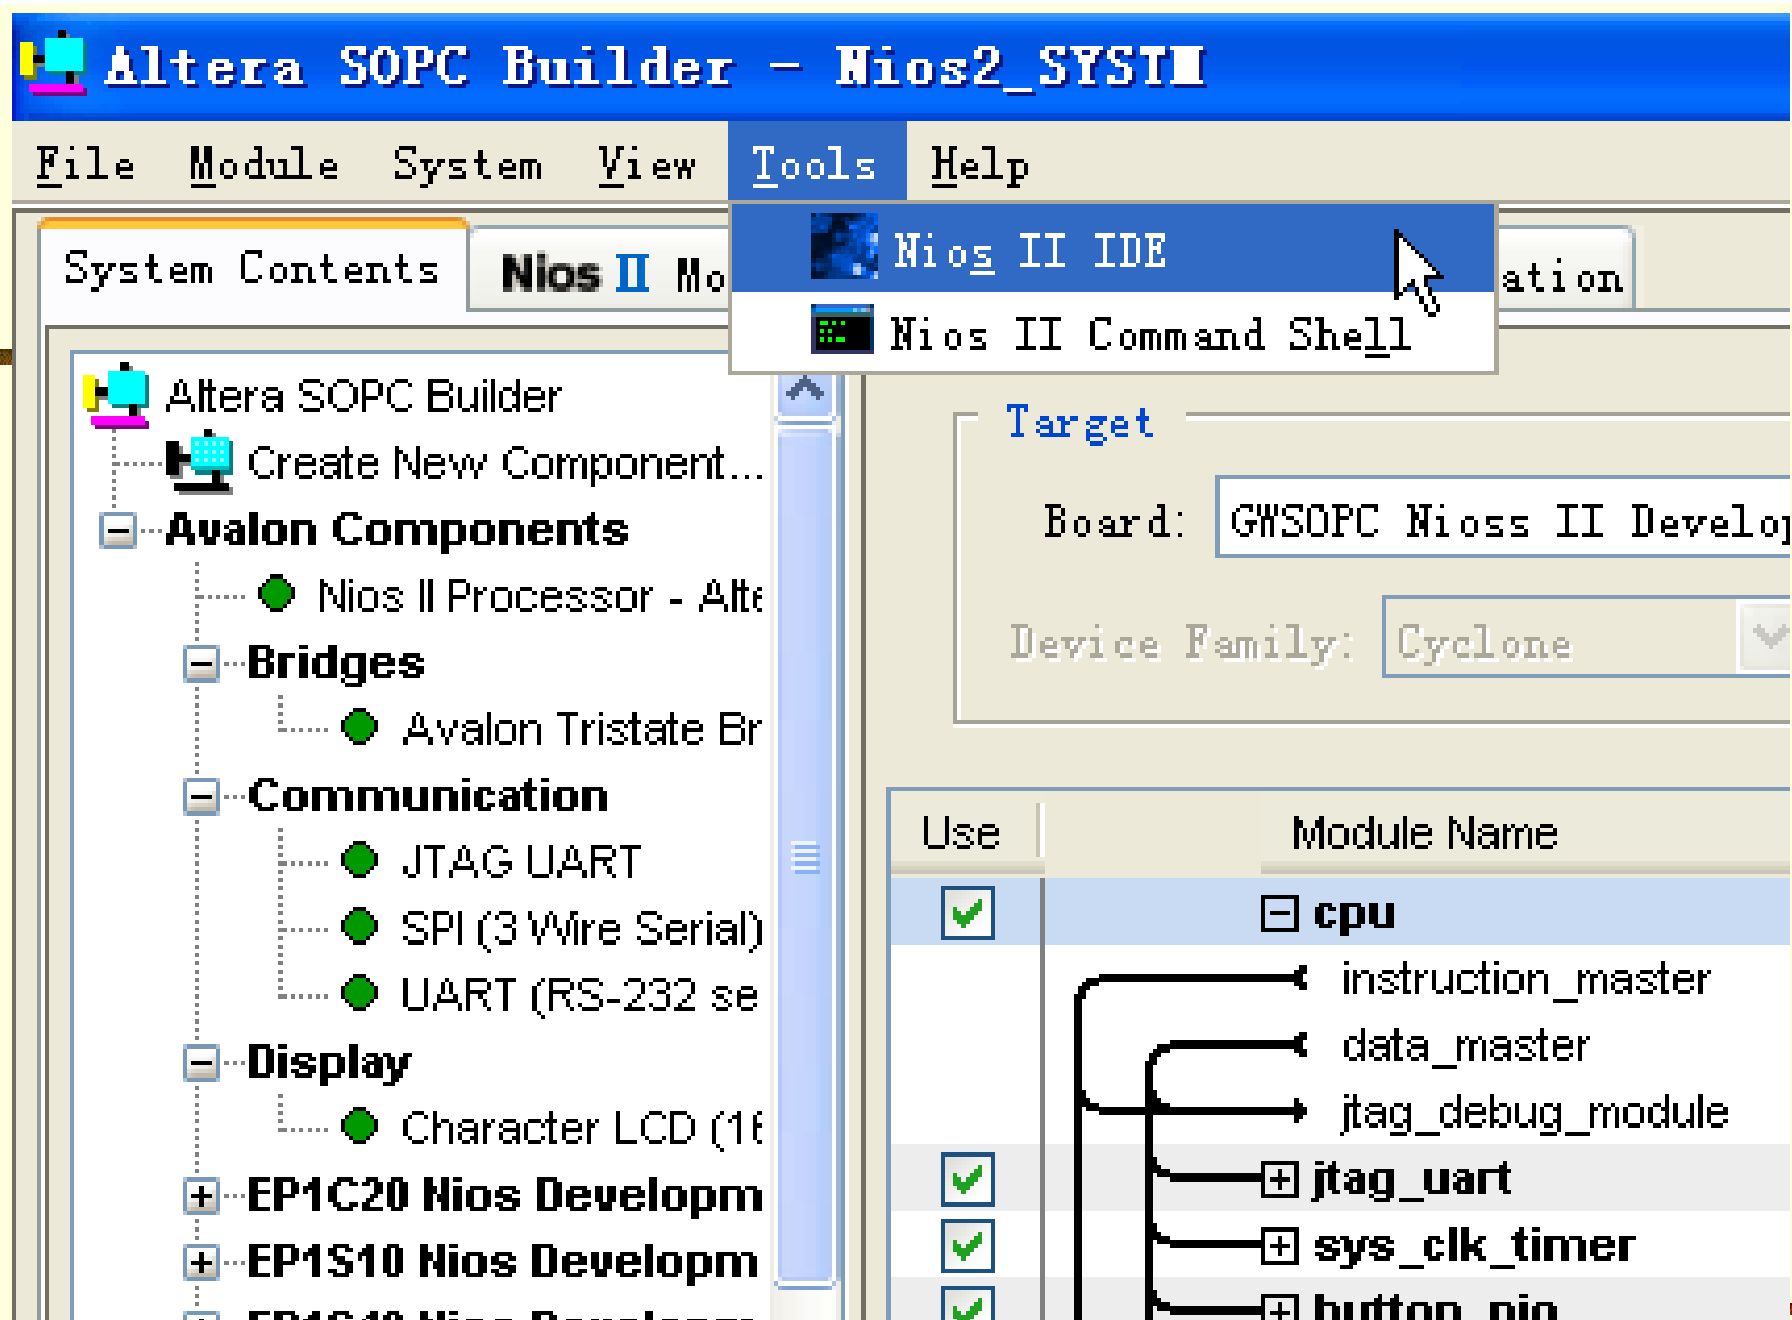 Altera SOPC Builder - Nios2_SYSTM
File Module System View Tools Help
Nios II IDE
Nios II Command Shell
System Contents Nios II Mo ation
Altera SOPC Builder
Create New Component...
Avalon Components
Nios II Processor - Alte
Bridges
Avalon Tristate Br
Communication
JTAG UART
SPI (3 Wire Serial)
UART (RS-232 se
Display
Character LCD (16
EP1C20 Nios Developm
EP1S10 Nios Developm
Target
Board: GWSOPC Nioss II Develop
Device Family: Cyclone
Use Module Name
cpu
instruction_master
data_master
jtag_debug_module
jtag_uart
sys_clk_timer
button_pio